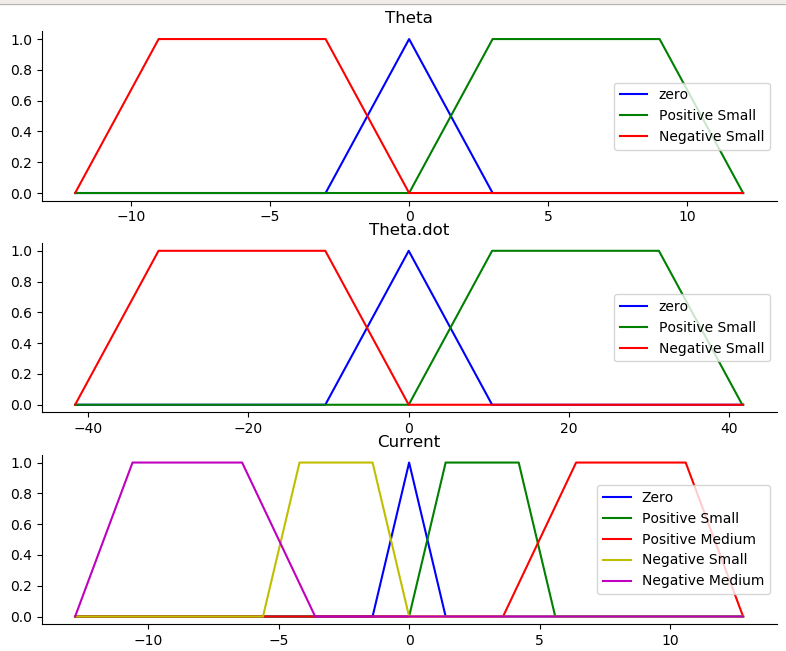 Theta
1.0
0.8
0.6
0.4
0.2
0.0
zero
Positive Small
Negative Small
−10 −5 0 5 10
Theta.dot
1.0
0.8
0.6
0.4
0.2
0.0
zero
Positive Small
Negative Small
−40 −20 0 20 40
Current
1.0
0.8
0.6
0.4
0.2
0.0
Zero
Positive Small
Positive Medium
Negative Small
Negative Medium
−10 −5 0 5 10